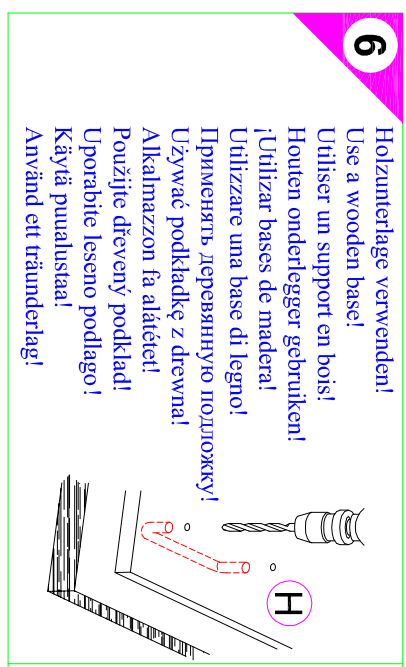 6
Holzunterlage verwenden!
Use a wooden base!
Utiliser un support en bois!
Houten onderlegger gebruiken!
¡Utilizar bases de madera!
Utilizzare una base di legno!
Применять деревянную подложку!
Używać podkładkę z drewna!
Alkalmazzon fa alátétet!
Použijte dřevený podklad!
Uporabite leseno podlago!
Käytä puualustaa!
Använd ett träunderlag!
H